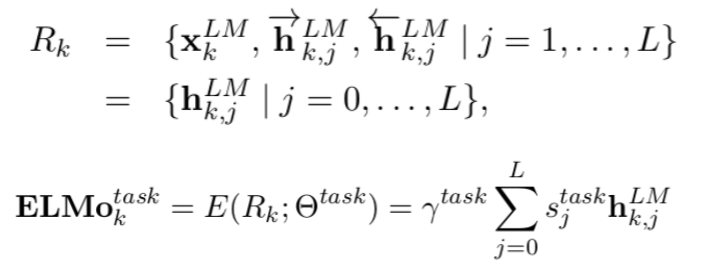 R_k = {𝐱_k^{LM}, \overrightarrow{𝐡}_{k,j}^{LM}, \overleftarrow{𝐡}_{k,j}^{LM} | j = 1, . . . , L}
= {𝐡_{k,j}^{LM} | j = 0, . . . , L},
𝐄𝐋𝐌𝐨_k^{task} = E(R_k; Θ^{task}) = γ^{task} \sum_{j=0}^{L} s_j^{task} 𝐡_{k,j}^{LM}